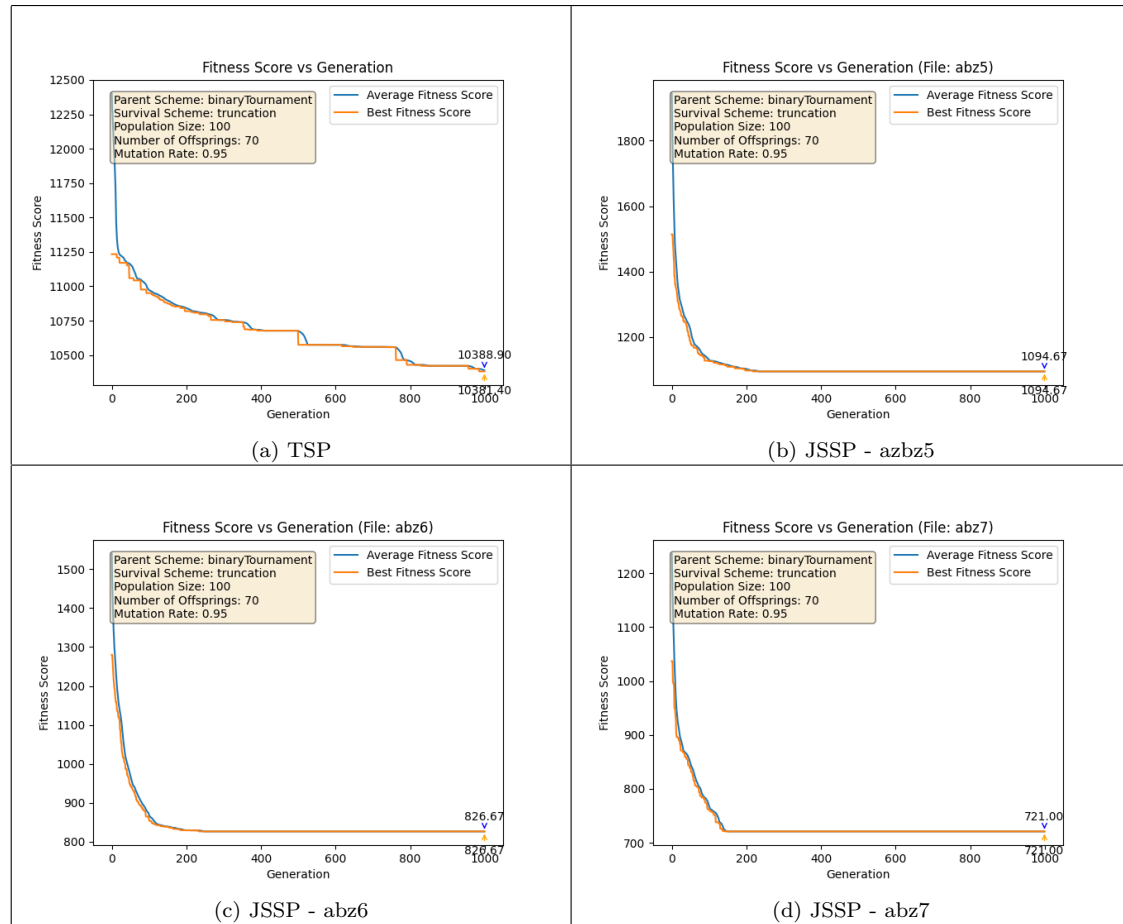 Fitness Score vs Generation
12500
12250
12000
11750
11500
11250
11000
10750
10500
Fitness Score
Parent Scheme: binaryTournament
Survival Scheme: truncation
Population Size: 100
Number of Offsprings: 70
Mutation Rate: 0.95
Average Fitness Score
Best Fitness Score
10388.90
10381.40
0 200 400 600 800 1000
Generation
(a) TSP
Fitness Score vs Generation (File: abz5)
1800
1600
1400
1200
Fitness Score
Parent Scheme: binaryTournament
Survival Scheme: truncation
Population Size: 100
Number of Offsprings: 70
Mutation Rate: 0.95
Average Fitness Score
Best Fitness Score
1094.67
1094.67
0 200 400 600 800 1000
Generation
(b) JSSP - azbz5
Fitness Score vs Generation (File: abz6)
1500
1400
1300
1200
1100
1000
900
800
Fitness Score
Parent Scheme: binaryTournament
Survival Scheme: truncation
Population Size: 100
Number of Offsprings: 70
Mutation Rate: 0.95
Average Fitness Score
Best Fitness Score
826.67
826.67
0 200 400 600 800 1000
Generation
(c) JSSP - abz6
Fitness Score vs Generation (File: abz7)
1200
1100
1000
900
800
700
Fitness Score
Parent Scheme: binaryTournament
Survival Scheme: truncation
Population Size: 100
Number of Offsprings: 70
Mutation Rate: 0.95
Average Fitness Score
Best Fitness Score
721.00
721.00
0 200 400 600 800 1000
Generation
(d) JSSP - abz7